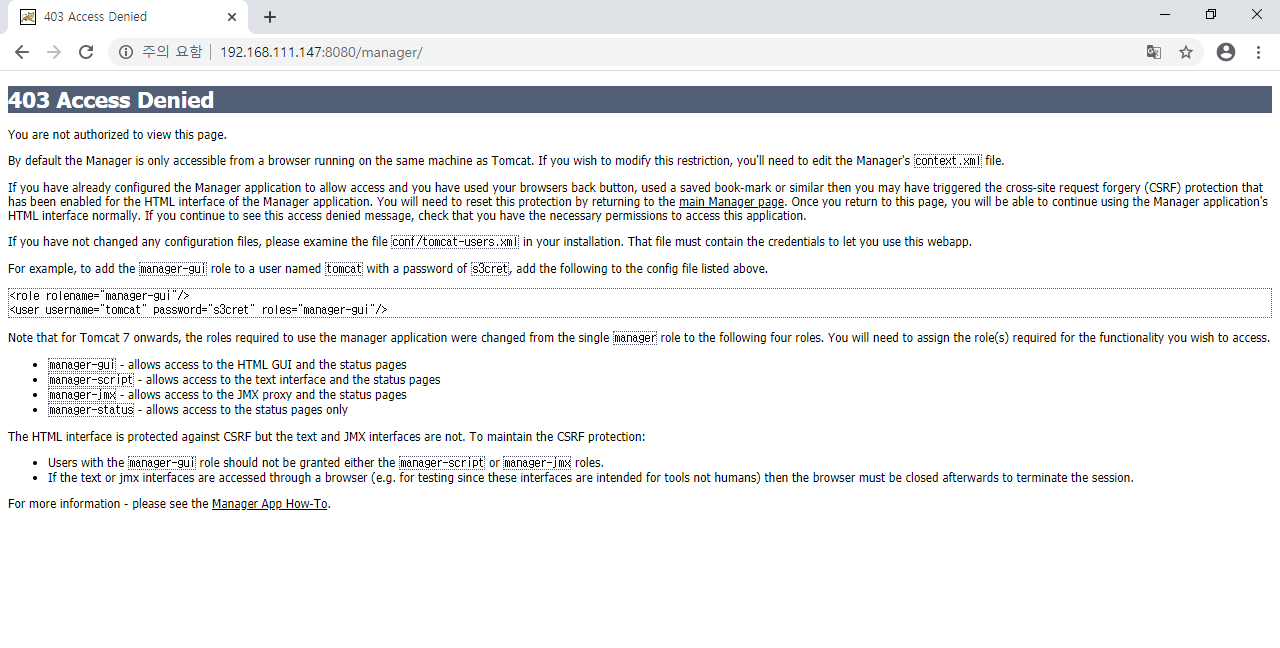 403 Access Denied
주의 요함 192.168.111.147:8080/manager/
403 Access Denied
You are not authorized to view this page.
By default the Manager is only accessible from a browser running on the same machine as Tomcat. If you wish to modify this restriction, you'll need to edit the Manager's context.xml file.
If you have already configured the Manager application to allow access and you have used your browsers back button, used a saved book-mark or similar then you may have triggered the cross-site request forgery (CSRF) protection that
has been enabled for the HTML interface of the Manager application. You will need to reset this protection by returning to the main Manager page. Once you return to this page, you will be able to continue using the Manager application's
HTML interface normally. If you continue to see this access denied message, check that you have the necessary permissions to access this application.
If you have not changed any configuration files, please examine the file conf/tomcat-users.xml in your installation. That file must contain the credentials to let you use this webapp.
For example, to add the manager-gui role to a user named tomcat with a password of s3cret, add the following to the config file listed above.
<role rolename="manager-gui"/>
<user username="tomcat" password="s3cret" roles="manager-gui"/>
Note that for Tomcat 7 onwards, the roles required to use the manager application were changed from the single manager role to the following four roles. You will need to assign the role(s) required for the functionality you wish to access.
• manager-gui - allows access to the HTML GUI and the status pages
• manager-script - allows access to the text interface and the status pages
• manager-jmx - allows access to the JMX proxy and the status pages
• manager-status - allows access to the status pages only
The HTML interface is protected against CSRF but the text and JMX interfaces are not. To maintain the CSRF protection:
• Users with the manager-gui role should not be granted either the manager-script or manager-jmx roles.
• If the text or jmx interfaces are accessed through a browser (e.g. for testing since these interfaces are intended for tools not humans) then the browser must be closed afterwards to terminate the session.
For more information - please see the Manager App How-To.